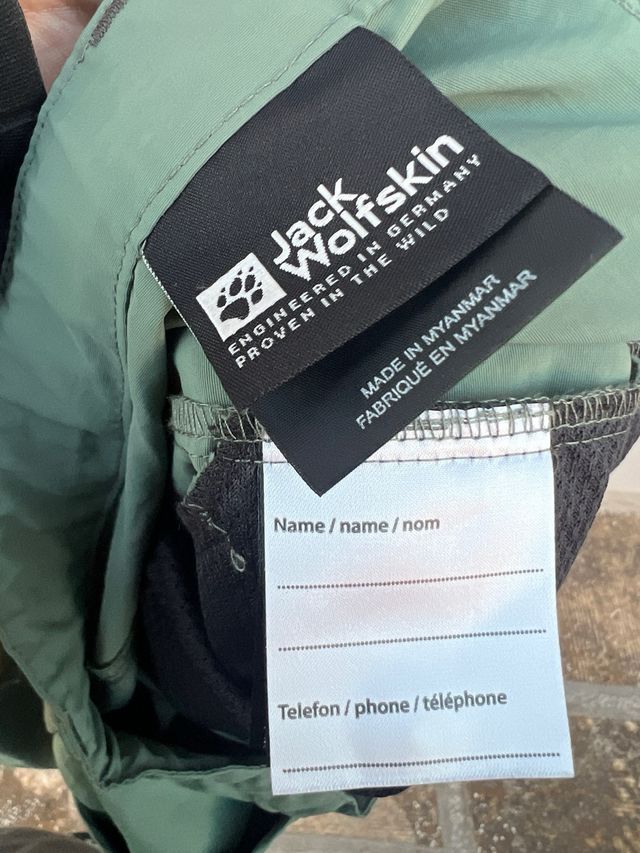 Jack
Wolfskin
ENGINEERED IN GERMANY
PROVEN IN THE WILD
MADE IN MYANMAR
FABRIQUÉ EN MYANMAR
Name / name / nom
Telefon / phone / téléphone